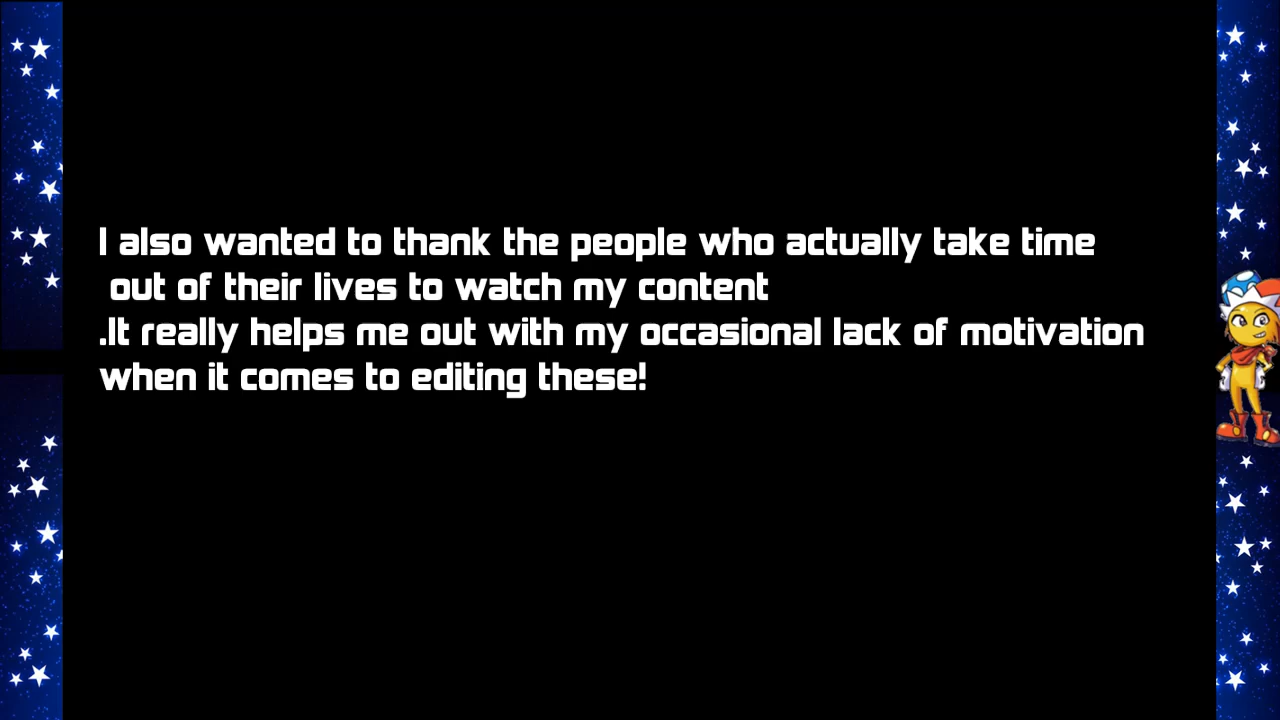 I also wanted to thank the people who actually take time
out of their lives to watch my content
.It really helps me out with my occasional lack of motivation
when it comes to editing these!